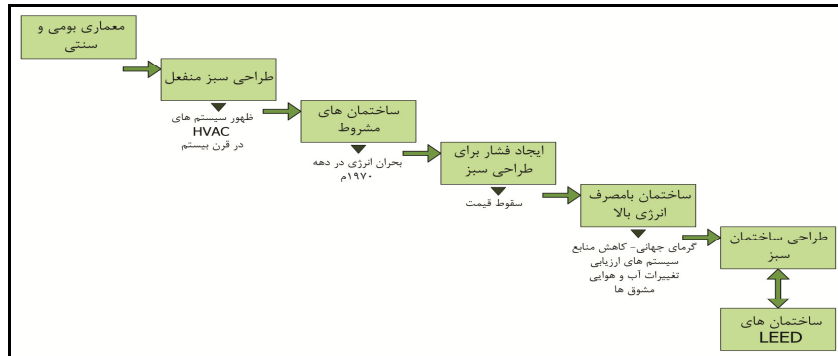 معماری بومی و
سنتی
طراحی سبز منفعل
ظهور سیستم های
HVAC
در قرن بیستم
ساختمان های
مشروط
بحران انرژی در دهه
۱۹۷۰م
ایجاد فشار برای
طراحی سبز
سقوط قیمت
ساختمان بامصرف
انرژی بالا
گرمای جهانی- کاهش منابع
سیستم های ارزیابی
تغییرات آب و هوایی
مشوق ها
طراحی ساختمان
سبز
ساختمان های
LEED